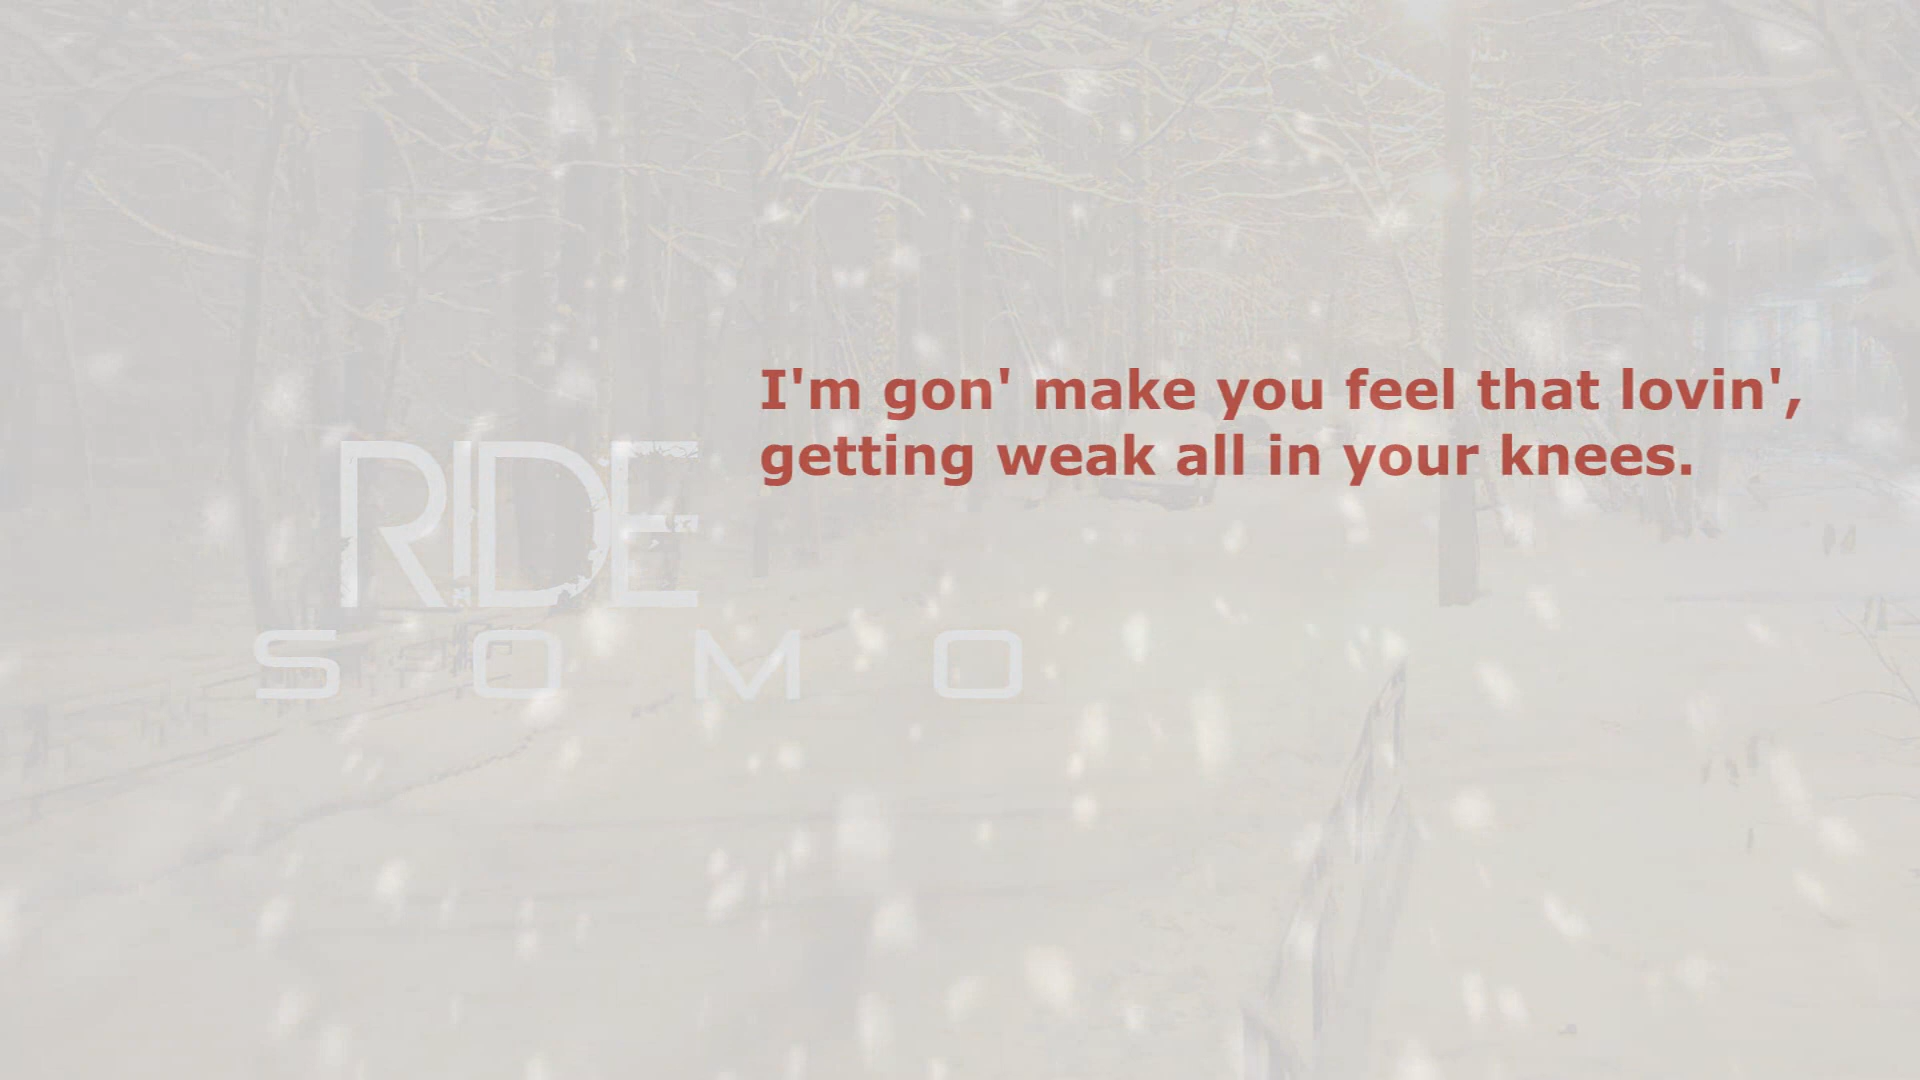 I'm gon' make you feel that lovin',
getting weak all in your knees.
RIDE
SOMO